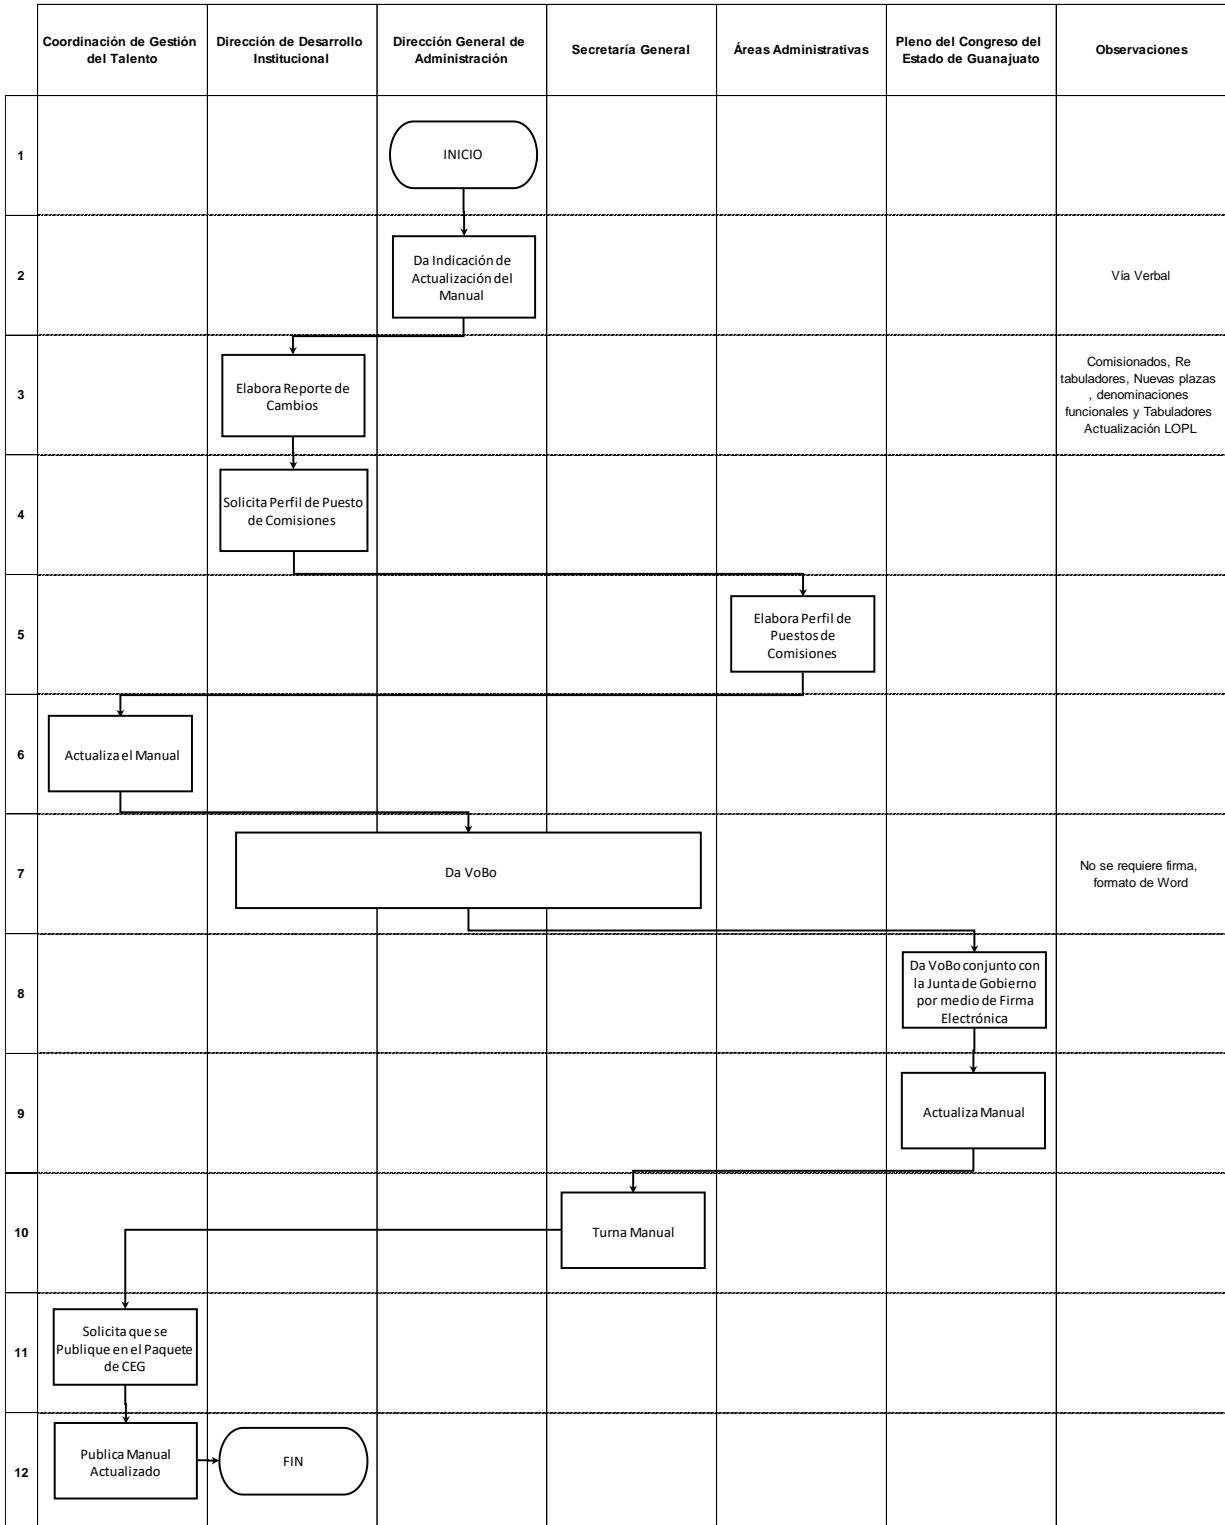 Coordinación de Gestión
del Talento
Dirección de Desarrollo
Institucional
Dirección General de
Administración
Secretaría General
Áreas Administrativas
Pleno del Congreso del
Estado de Guanajuato
Observaciones
1
INICIO
2
Da Indicación de
Actualización del
Manual
Vía Verbal
3
Elabora Reporte de
Cambios
Comisionados, Re
tabuladores, Nuevas plazas
, denominaciones
funcionales y Tabuladores
Actualización LOPL
4
Solicita Perfil de Puesto
de Comisiones
5
Elabora Perfil de
Puestos de
Comisiones
6
Actualiza el Manual
7
Da VoBo
No se requiere firma,
formato de Word
8
Da VoBo conjunto con
la Junta de Gobierno
por medio de Firma
Electrónica
9
Actualiza Manual
10
Turna Manual
11
Solicita que se
Publique en el Paquete
de CEG
12
Publica Manual
Actualizado
FIN